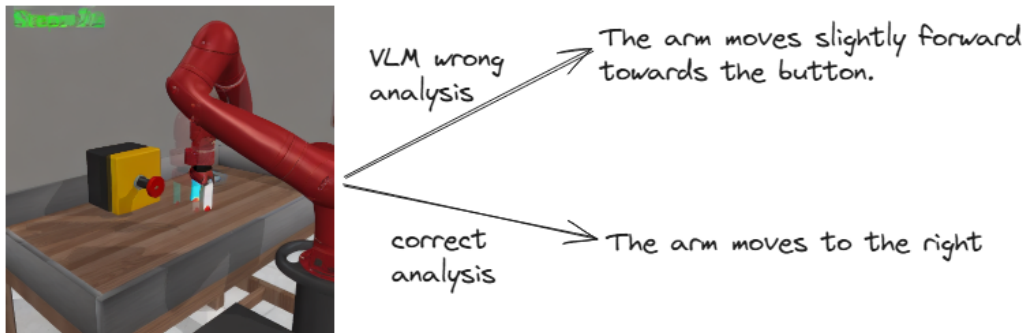 VLM wrong
analysis
The arm moves slightly forward
towards the button.
correct
analysis
The arm moves to the right